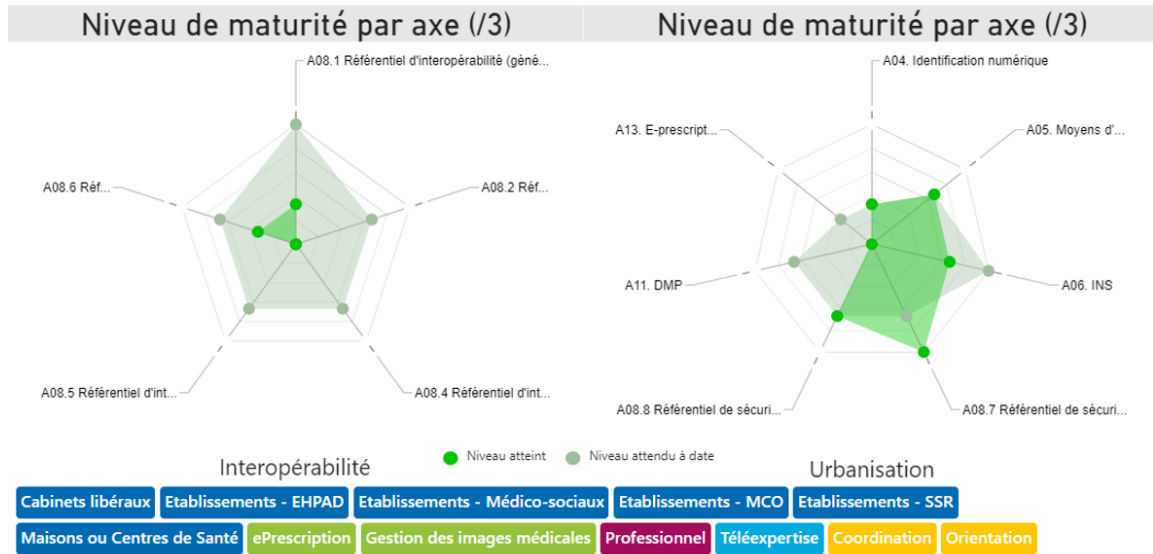 Niveau de maturité par axe (/3)
Niveau de maturité par axe (/3)
A08.1 Référentiel d'interopérabilité (géné...
A08.6 Réf...
A08.2 Réf...
A08.5 Référentiel d'int...
A08.4 Référentiel d'int...
A04. Identification numérique
A13. E-prescript...
A05. Moyens d'...
A11. DMP
A06. INS
A08.8 Référentiel de sécuri...
A08.7 Référentiel de sécuri...
Interopérabilité
Niveau atteint
Niveau attendu à date
Urbanisation
Cabinets libéraux
Etablissements - EHPAD
Etablissements - Médico-sociaux
Etablissements - MCO
Etablissements - SSR
Maisons ou Centres de Santé
ePrescription
Gestion des images médicales
Professionnel
Téléexpertise
Coordination
Orientation